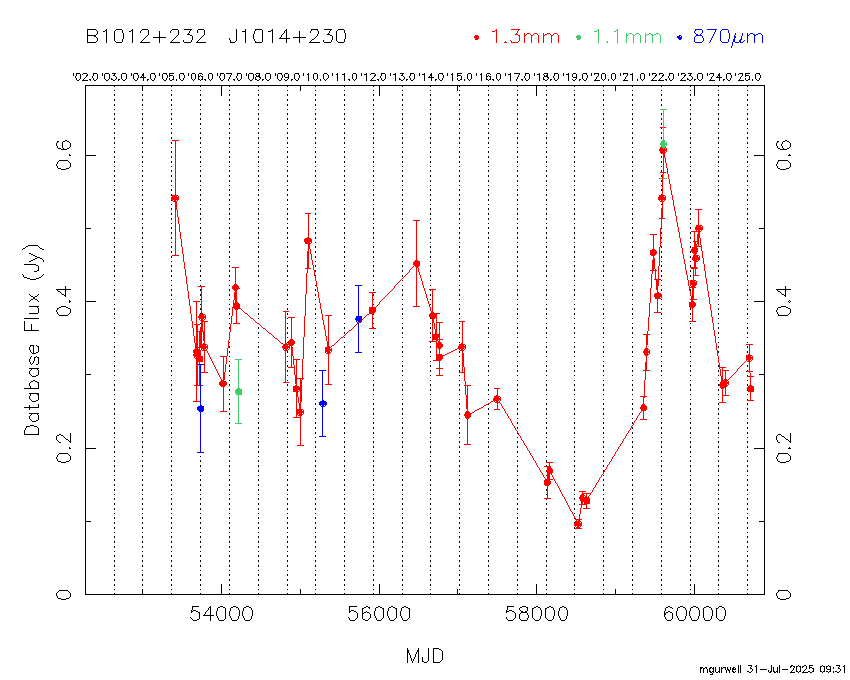 B1012+232 J1014+230 1.3mm 1.1mm 870μm
'02.0 '03.0 '04.0 '05.0 '06.0 '07.0 '08.0 '09.0 '10.0 '11.0 '12.0 '13.0 '14.0 '15.0 '16.0 '17.0 '18.0 '19.0 '20.0 '21.0 '22.0 '23.0 '24.0 '25.0
0.6 0.6
0.4 0.4
Database Flux (Jy)
0.2 0.2
0 0
54000 56000 58000 60000
MJD
mgurwell 31-Jul-2025 09:31